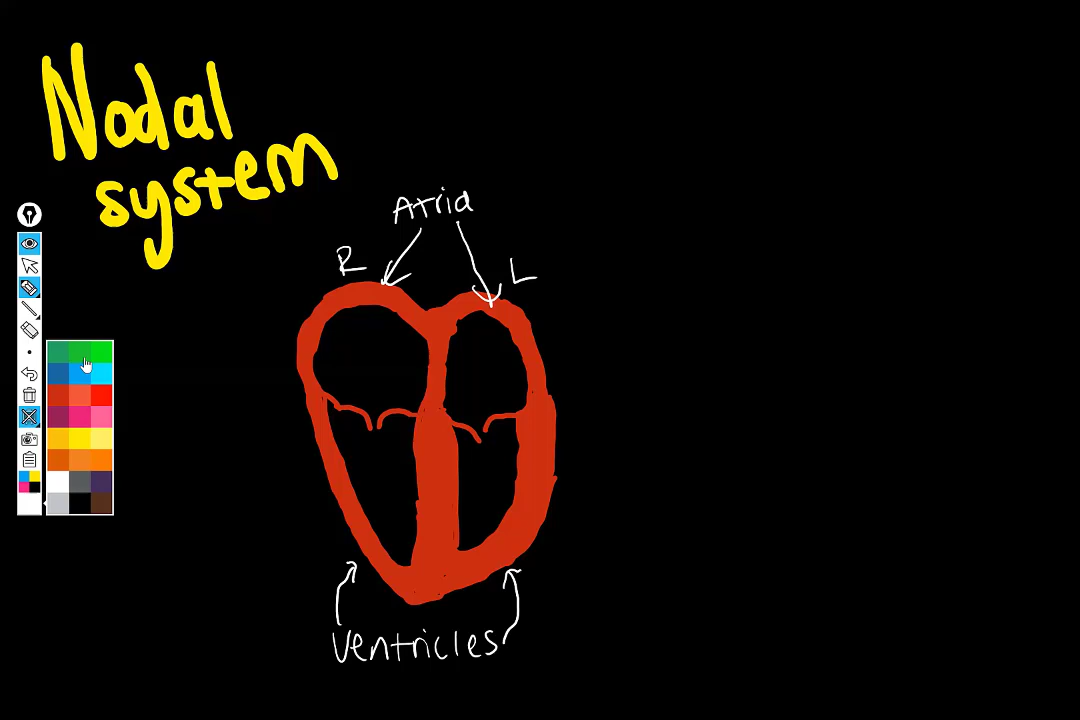 Nodal
system
Atria
R
L
Ventricles